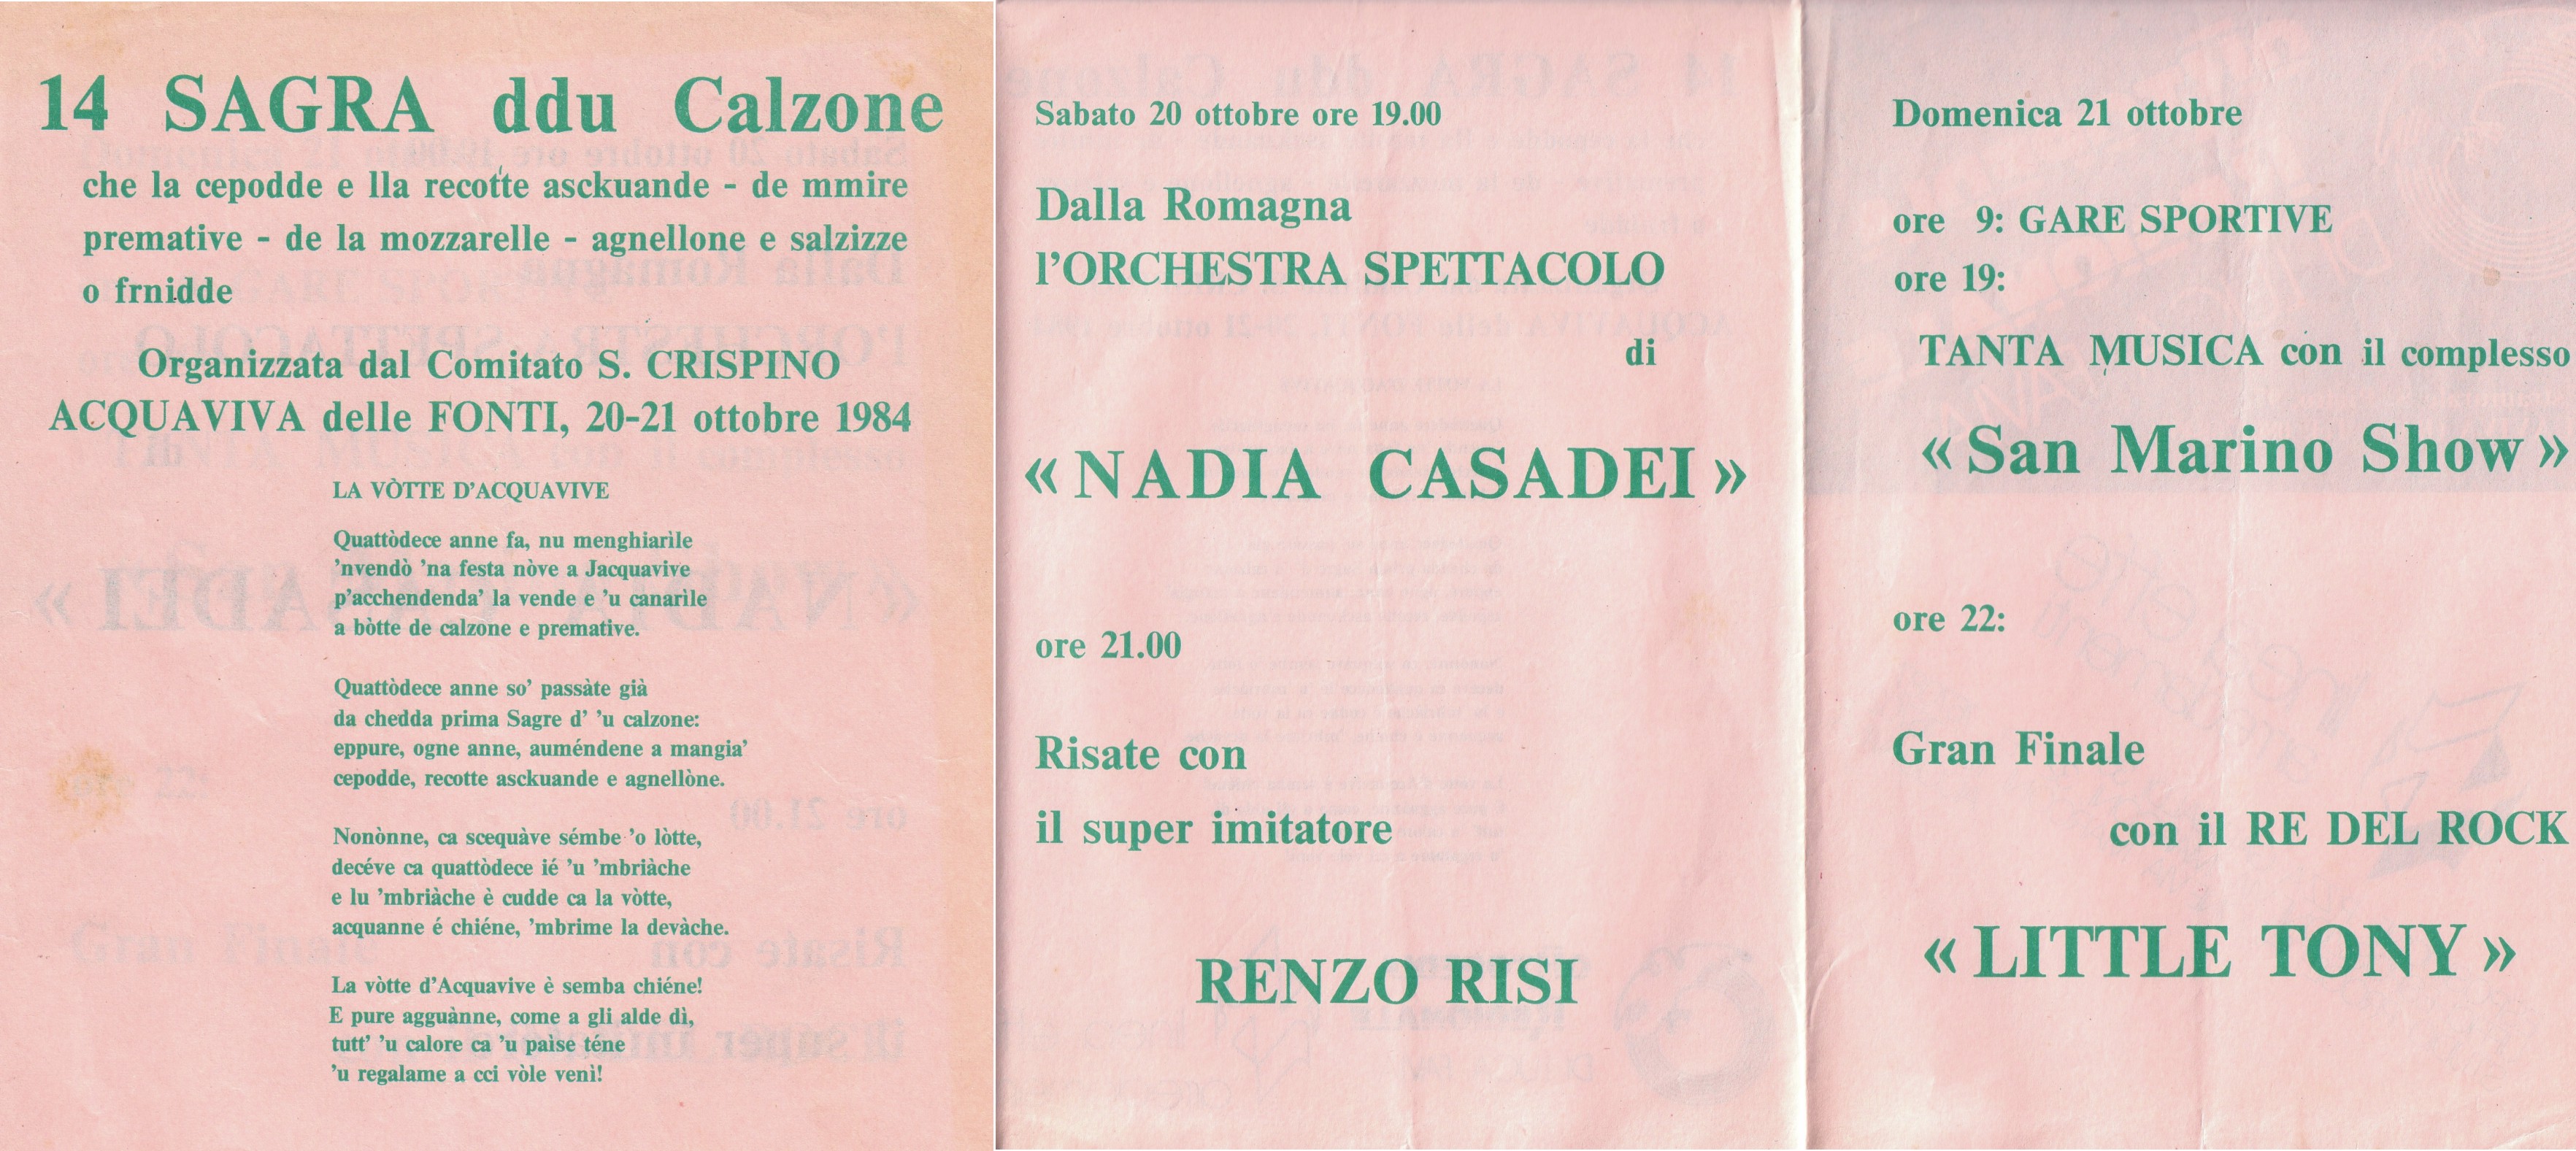 14 SAGRA ddu Calzone
che la cepodde e lla recotte asckuande - de mmire
premative - de la mozzarelle - agnellone e salzizze
o frnidde
Organizzata dal Comitato S. CRISPINO
ACQUAVIVA delle FONTI, 20-21 ottobre 1984
LA VÒTTE D'ACQUAVIVE
Quattòdece anne fa, nu menghiarìle
'nvendò 'na festa nòve a Jacquavive
p'acchendenda' la vende e 'u canarìle
a bòtte de calzone e premative.
Quattòdece anne so' passàte già
da chedda prima Sagre d' 'u calzone:
eppure, ogne anne, auméndene a mangia'
cepodde, recotte asckuande e agnellòne.
Nonònne, ca scequàve sémbe 'o lòtte,
decéve ca quattòdece ié 'u 'mbriàche
e lu 'mbriàche è cudde ca la vòtte,
acquanne é chiéne, 'mbrime la devàche.
La vòtte d'Acquavive è semba chiéne!
E pure agguànne, come a gli alde dì,
tutt' 'u calore ca 'u paìse téne
'u regalame a cci vòle venì!
Sabato 20 ottobre ore 19.00
Dalla Romagna
l'ORCHESTRA SPETTACOLO
di
«NADIA CASADEI»
ore 21.00
Risate con
il super imitatore
RENZO RISI
Domenica 21 ottobre
ore 9: GARE SPORTIVE
ore 19:
TANTA MUSICA con il complesso
«San Marino Show»
ore 22:
Gran Finale
con il RE DEL ROCK
«LITTLE TONY»